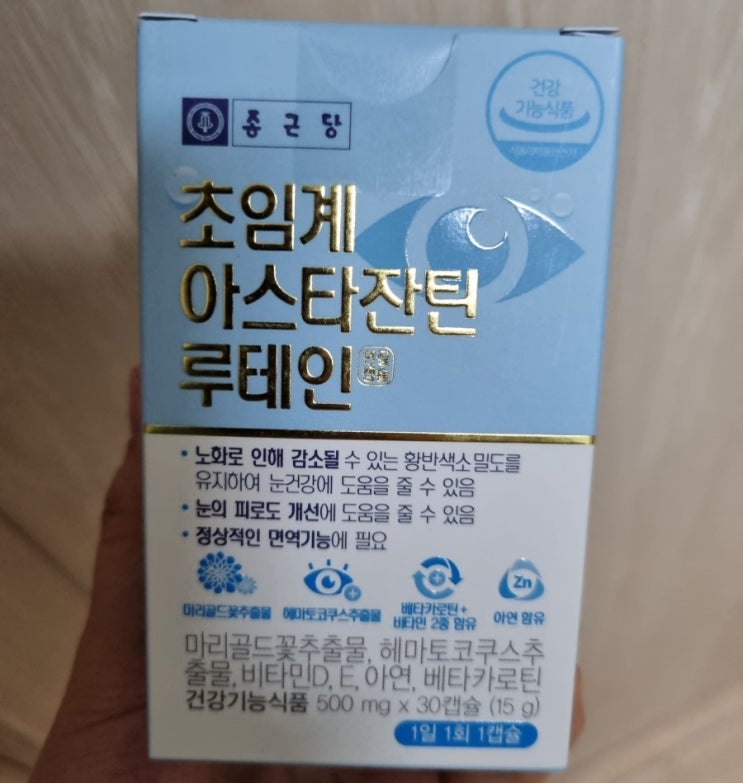 종근당
건강
기능식품
초임계
아스타잔틴
루테인
• 노화로 인해 감소될 수 있는 황반색소밀도를
유지하여 눈건강에 도움을 줄 수 있음
• 눈의 피로도 개선에 도움을 줄 수 있음
• 정상적인 면역기능에 필요
Zn
마리골드꽃추출물
헤마토코쿠스추출물
베타카로틴+
비타민 2종 함유
아연 함유
마리골드꽃추출물, 헤마토코쿠스추
출물, 비타민D, E, 아연, 베타카로틴
건강기능식품 500 mg x 30캡슐 (15 g)
1일 1회 1캡슐